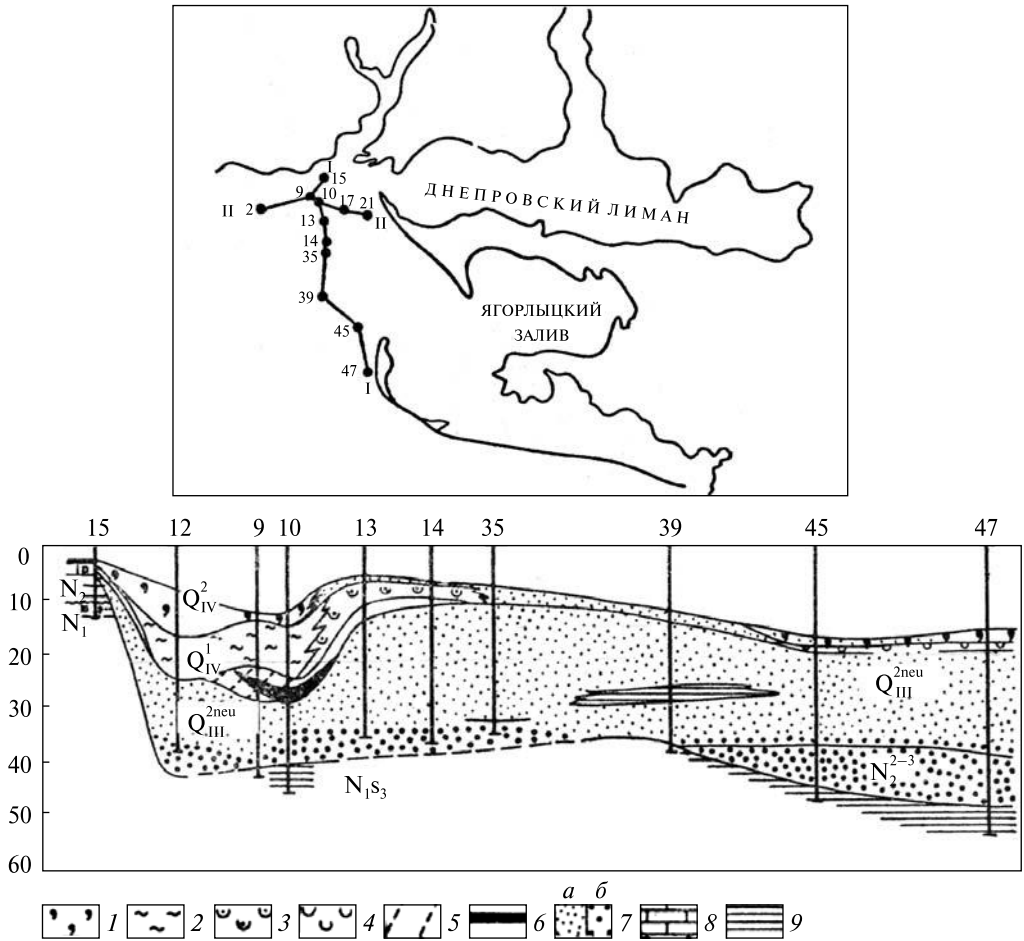 I
15
9 10 17 21
II 2
II
13
14
35
39
45
47
I
ДНЕПРОВСКИЙ ЛИМАН
ЯГОРЛЫЦКИЙ
ЗАЛИВ
15 12 9 10 13 14 35 39 45 47
0
10
20
30
40
50
60
N₂
N₁
Q²IV
Q¹IV
Q²ⁿᵉᵘIII
Q²ⁿᵉᵘIII
N₁s₃
N₂²⁻³
а б
1 2 3 4 5 6 7 8 9